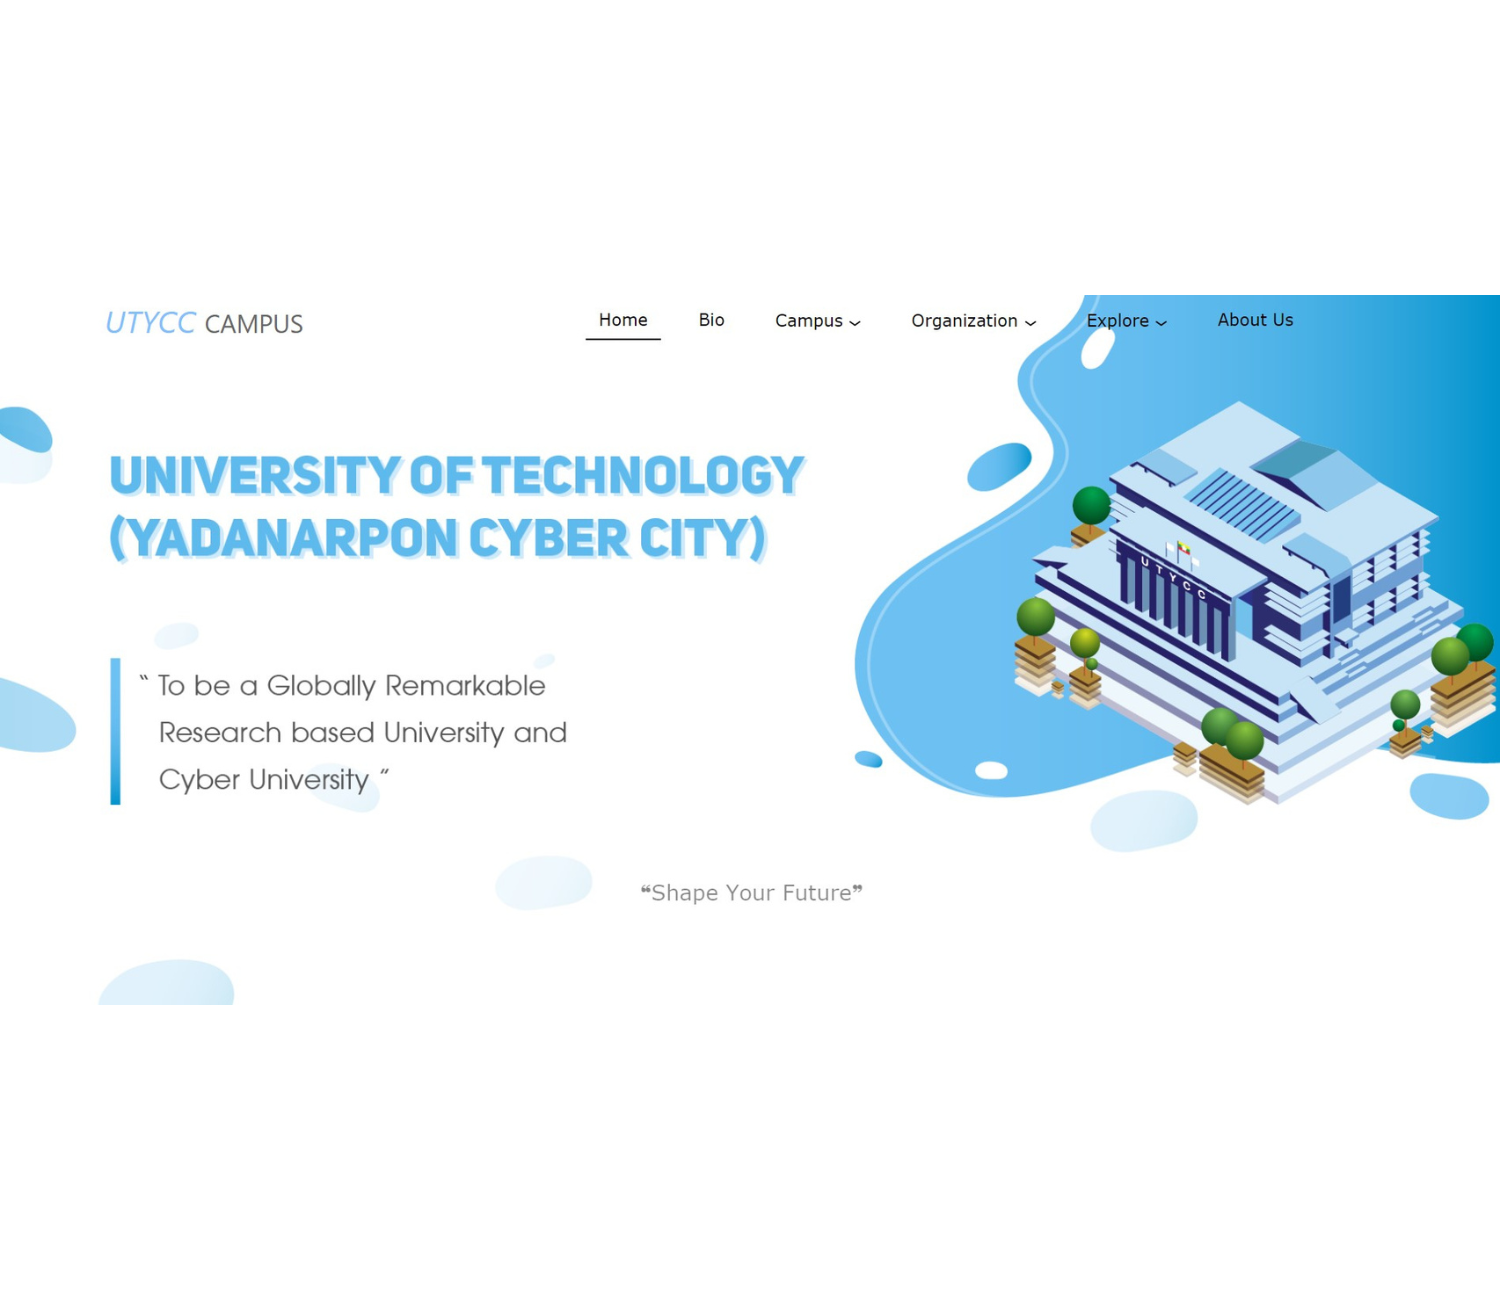 UTYCC CAMPUS
Home Bio Campus Organization Explore About Us
UNIVERSITY OF TECHNOLOGY
(YADANARPON CYBER CITY)
UTYCC
“ To be a Globally Remarkable
Research based University and
Cyber University ”
❝Shape Your Future❞